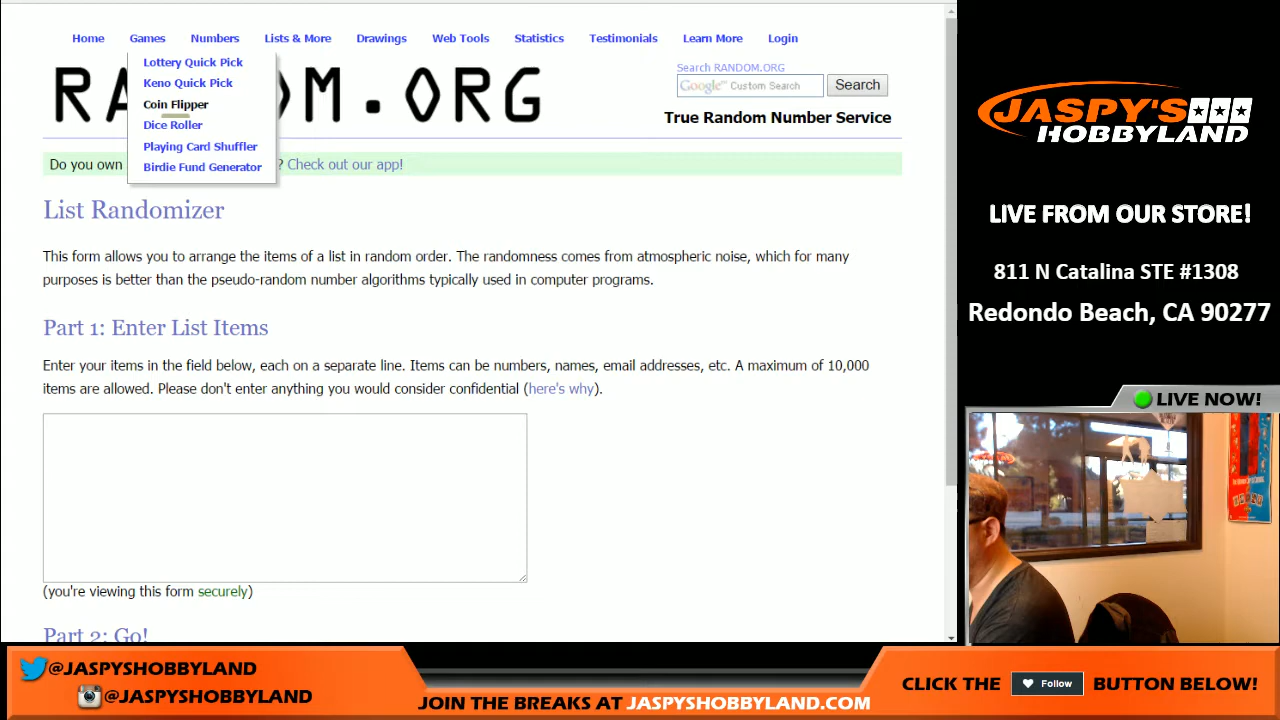 Home Games Numbers Lists & More Drawings Web Tools Statistics Testimonials Learn More Login
Lottery Quick Pick
Keno Quick Pick
Coin Flipper
Dice Roller
Playing Card Shuffler
Birdie Fund Generator
OM.ORG
Search RANDOM.ORG
Google™ Custom Search
Search
True Random Number Service
Do you own ? Check out our app!
List Randomizer
This form allows you to arrange the items of a list in random order. The randomness comes from atmospheric noise, which for many
purposes is better than the pseudo-random number algorithms typically used in computer programs.
Part 1: Enter List Items
Enter your items in the field below, each on a separate line. Items can be numbers, names, email addresses, etc. A maximum of 10,000
items are allowed. Please don't enter anything you would consider confidential (here's why).
(you're viewing this form securely)
Part 2: Go!
JASPY'S
HOBBYLAND
LIVE FROM OUR STORE!
811 N Catalina STE #1308
Redondo Beach, CA 90277
LIVE NOW!
@JASPYSHOBBYLAND
@JASPYSHOBBYLAND
JOIN THE BREAKS AT JASPYSHOBBYLAND.COM
CLICK THE Follow BUTTON BELOW!